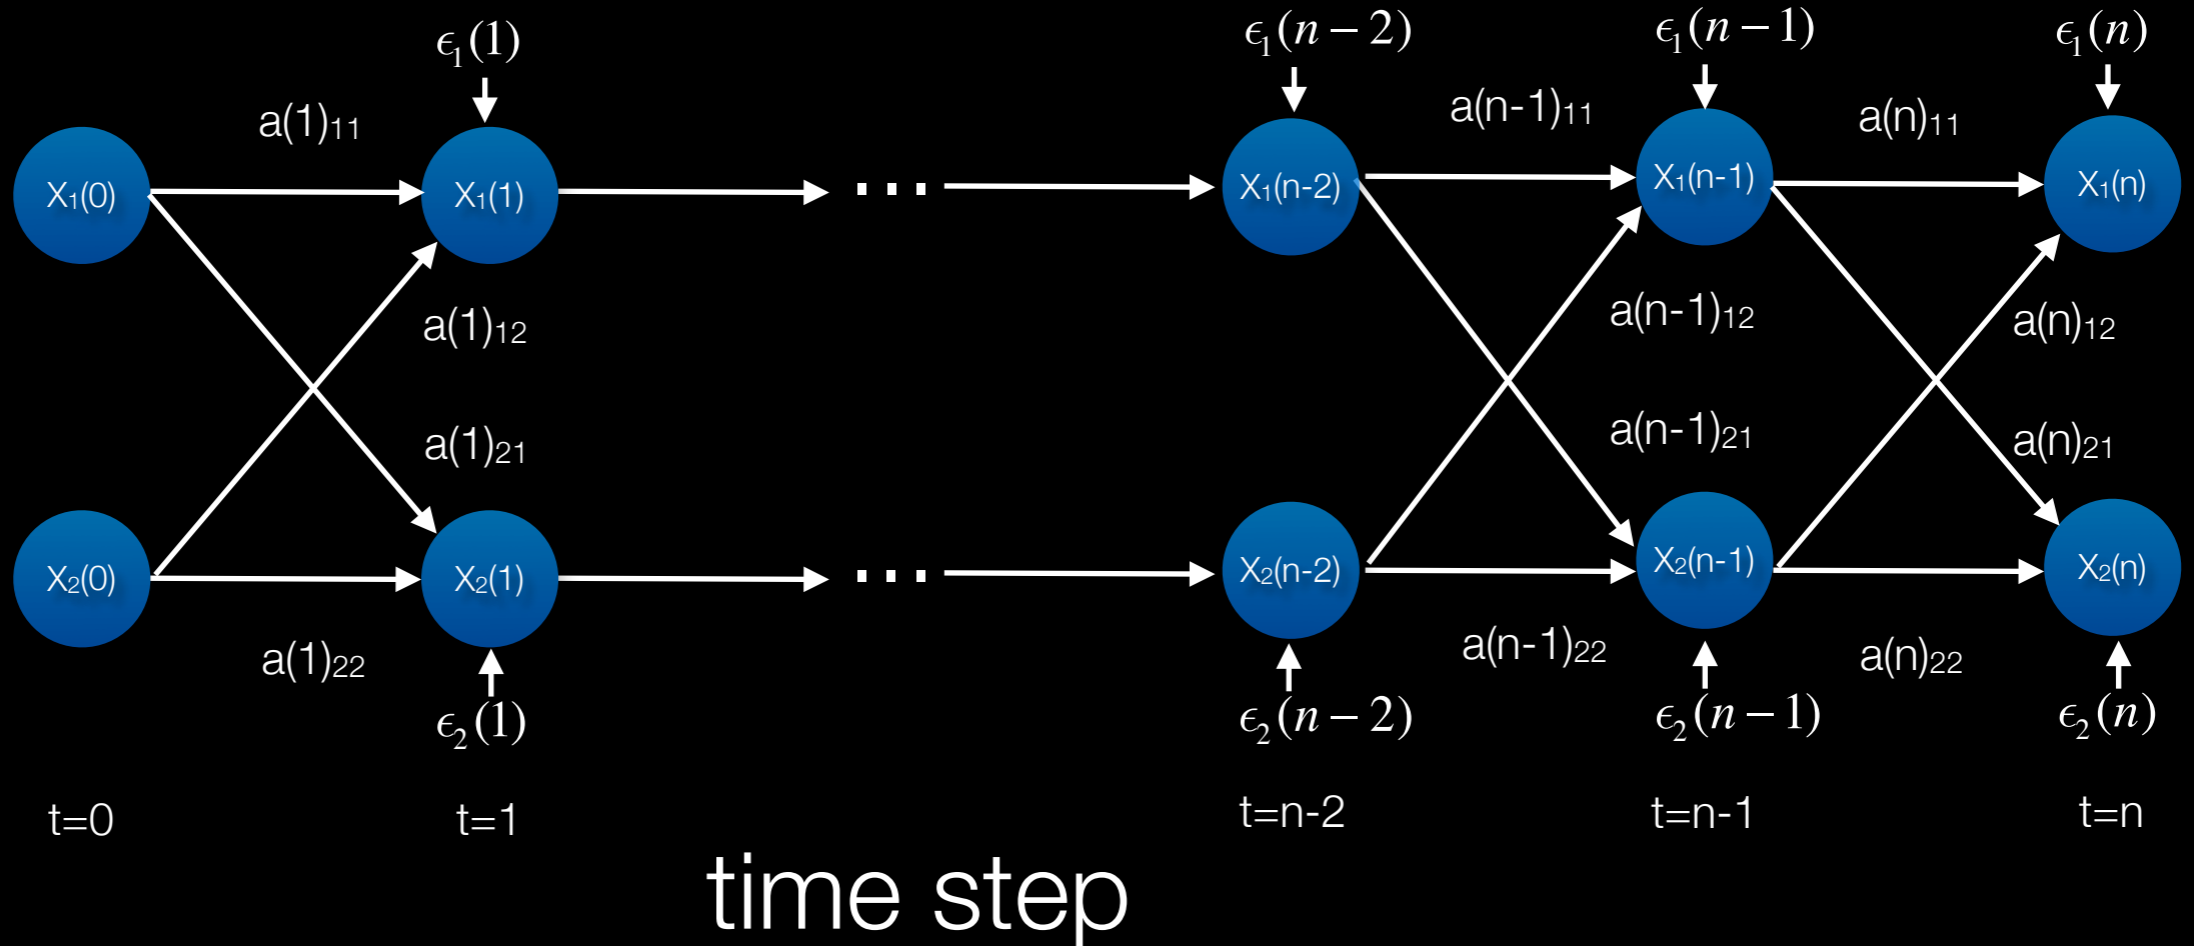 ϵ₁(1)
ϵ₁(n − 2)
ϵ₁(n − 1)
ϵ₁(n)
a(1)₁₁
a(n-1)₁₁
a(n)₁₁
X₁(0)
X₁(1)
...
X₁(n-2)
X₁(n-1)
X₁(n)
a(1)₁₂
a(n-1)₁₂
a(n)₁₂
a(1)₂₁
a(n-1)₂₁
a(n)₂₁
X₂(0)
X₂(1)
...
X₂(n-2)
X₂(n-1)
X₂(n)
a(1)₂₂
a(n-1)₂₂
a(n)₂₂
ϵ₂(1)
ϵ₂(n − 2)
ϵ₂(n − 1)
ϵ₂(n)
t=0
t=1
t=n-2
t=n-1
t=n
time step